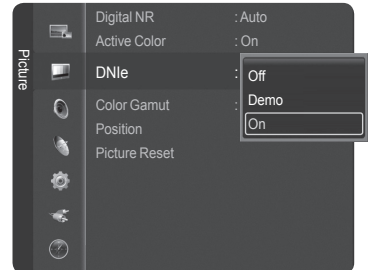 Picture
Digital NR : Auto
Active Color : On
DNIe :
Off
Demo
On
Color Gamut :
Position
Picture Reset